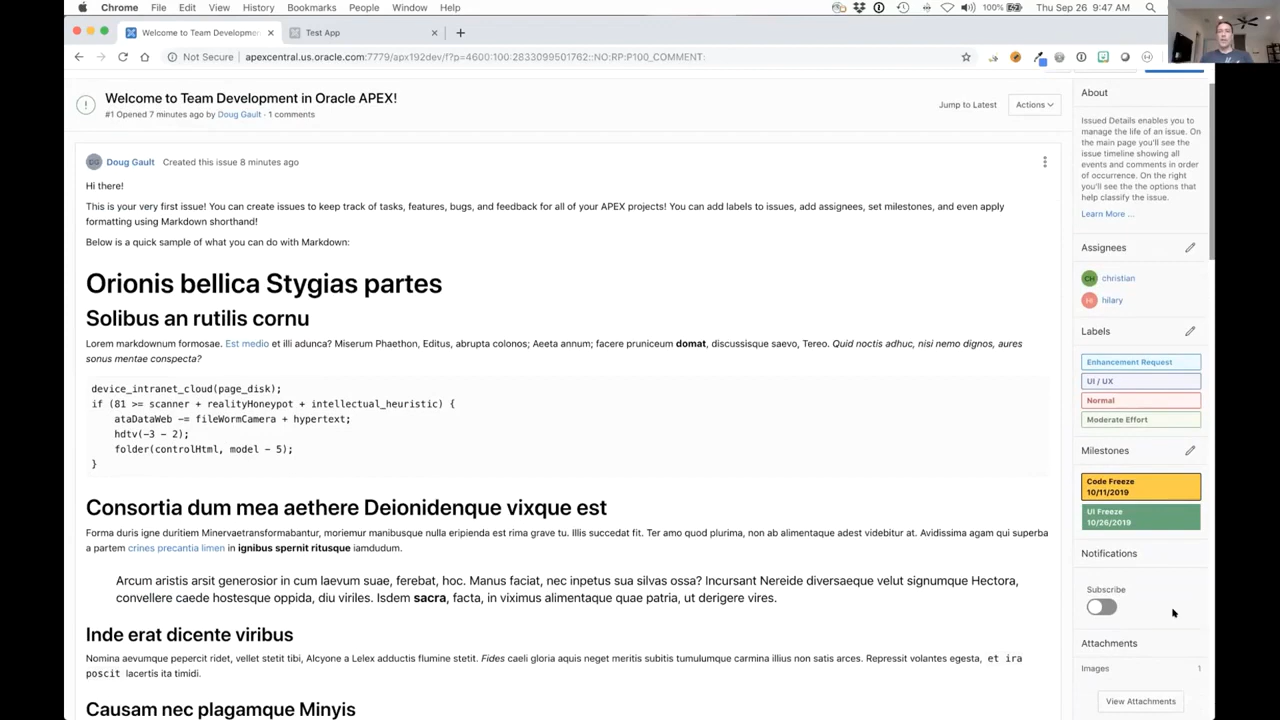 Chrome File Edit View History Bookmarks People Window Help 100% Thu Sep 26 9:47 AM
Welcome to Team Developmen × Test App × +
Not Secure | apexcentral.us.oracle.com:7779/apx192dev/f?p=4600:100:2833099501762::NO:RP:P100_COMMENT:
Welcome to Team Development in Oracle APEX!
#1 Opened 7 minutes ago by Doug Gault · 1 comments
Jump to Latest
Actions
DG Doug Gault Created this issue 8 minutes ago
Hi there!
This is your very first issue! You can create issues to keep track of tasks, features, bugs, and feedback for all of your APEX projects! You can add labels to issues, add assignees, set milestones, and even apply
formatting using Markdown shorthand!
Below is a quick sample of what you can do with Markdown:
Orionis bellica Stygias partes
Solibus an rutilis cornu
Lorem markdownum formosae. Est medio et illi adunca? Miserum Phaethon, Editus, abrupta colonos; Aeeta annum; facere pruniceum domat, discussisque saevo, Tereo. Quid noctis adhuc, nisi nemo dignos, aures
sonus mentae conspecta?
device_intranet_cloud(page_disk);
if (81 >= scanner + realityHoneypot + intellectual_heuristic) {
ataDataWeb -= fileWormCamera + hypertext;
hdtv(-3 - 2);
folder(controlHtml, model - 5);
}
Consortia dum mea aethere Deionidenque vixque est
Forma duris igne duritiem Minervaetransformabantur, moriemur manibusque nulla eripienda est rima grave tu. Illis succedat fit. Ter amo quod plurima, non ab alimentaque adest videbitur at. Avidissima agam qui superba
a partem crines precantia limen in ignibus spernit ritusque iamdudum.
Arcum aristis arsit generosior in cum laevum suae, ferebat, hoc. Manus faciat, nec inpetus sua silvas ossa? Incursant Nereide diversaeque velut signumque Hectora,
convellere caede hostesque oppida, diu viriles. Isdem sacra, facta, in viximus alimentaque quae patria, ut derigere vires.
Inde erat dicente viribus
Nomina aevumque pepercit ridet, vellet stetit tibi, Alcyone a Lelex adductis flumine stetit. Fides caeli gloria aquis neget meritis subitis tumulumque carmina illius non satis arces. Repressit volantes egesta, et ira
poscit lacertis ita timidi.
Causam nec plagamque Minyis
About
Issued Details enables you to
manage the life of an issue. On
the main page you'll see the
issue timeline showing all
events and comments in order
of occurrence. On the right
you'll see the the options that
help classify the issue.
Learn More ...
Assignees
CH christian
HI hilary
Labels
Enhancement Request
UI / UX
Normal
Moderate Effort
Milestones
Code Freeze
10/11/2019
UI Freeze
10/26/2019
Notifications
Subscribe
Attachments
Images 1
View Attachments